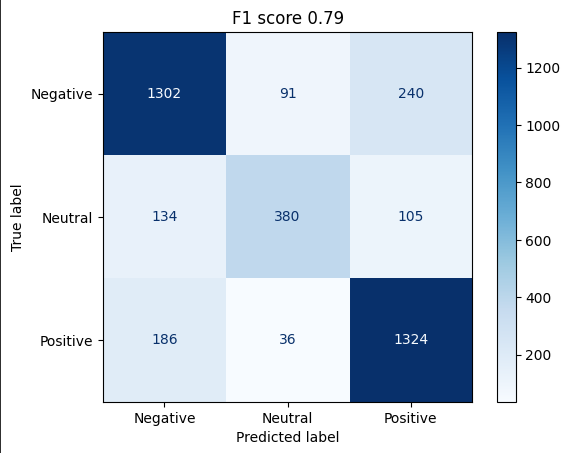 F1 score 0.79
Negative 1302 91 240
Neutral 134 380 105
Positive 186 36 1324
Negative Neutral Positive
Predicted label
True label
1200
1000
800
600
400
200